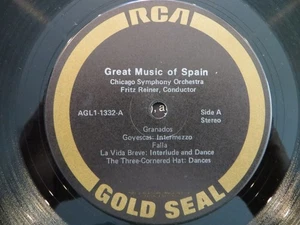 RCA
Great Music of Spain
Chicago Symphony Orchestra
Fritz Reiner, Conductor
AGL1-1332-A
Side A
Stereo
Granados
Goyescas: Intermezzo
Falla
La Vida Breve: Interlude and Dance
The Three-Cornered Hat: Dances
GOLD SEAL